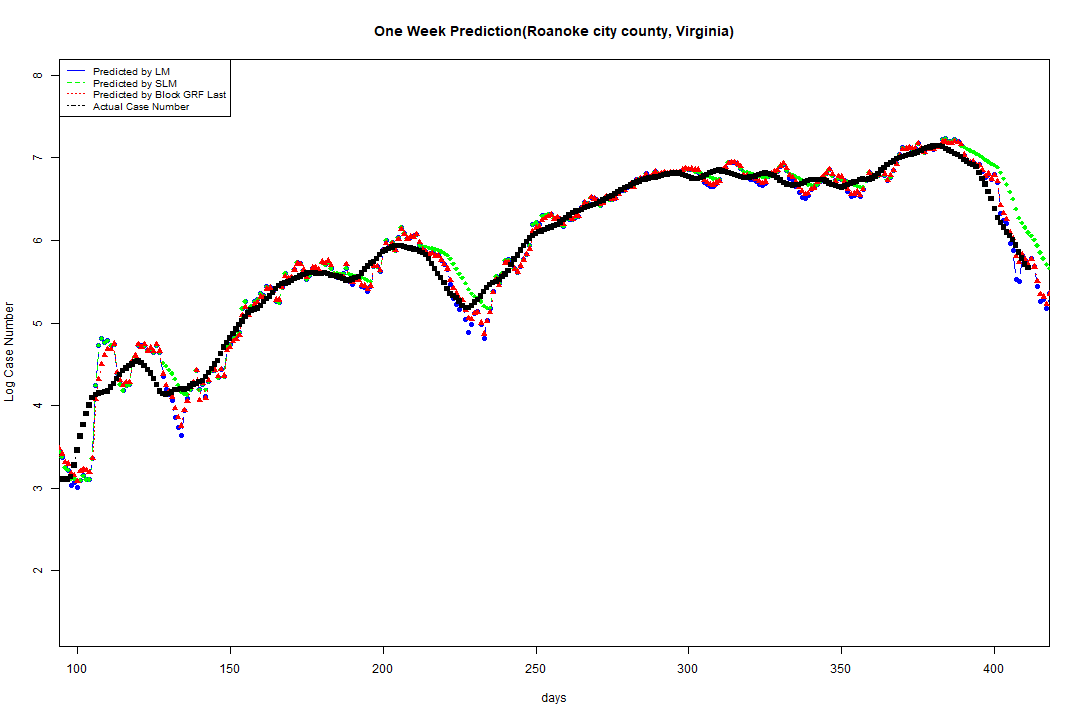 One Week Prediction(Roanoke city county, Virginia)
Predicted by LM
Predicted by SLM
Predicted by Block GRF Last
Actual Case Number
8
7
6
5
4
3
2
Log Case Number
100 150 200 250 300 350 400
days